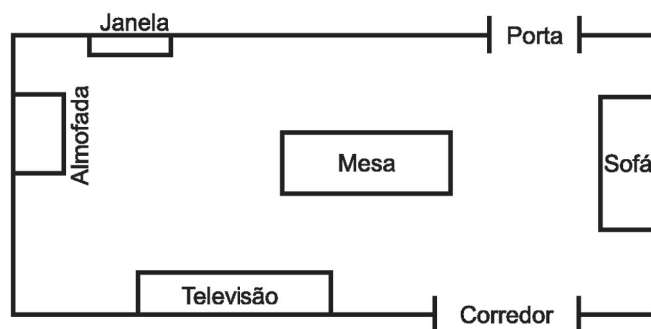 Janela
Porta
Almofada
Mesa
Sofá
Televisão
Corredor